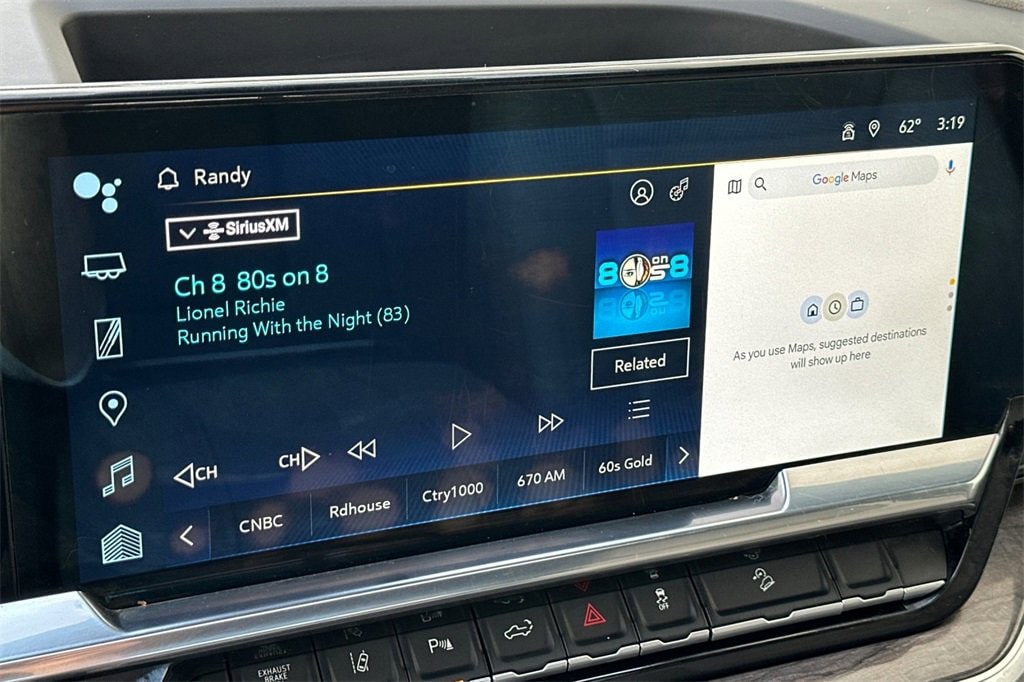 62° 3:19
Randy
Google Maps
SiriusXM
Ch 8 80s on 8
Lionel Richie
Running With the Night (83)
8 on 8
Related
As you use Maps, suggested destinations
will show up here
CH CH
CNBC Rdhouse Ctry1000 670 AM 60s Gold
EXHAUST
BRAKE
P
OFF